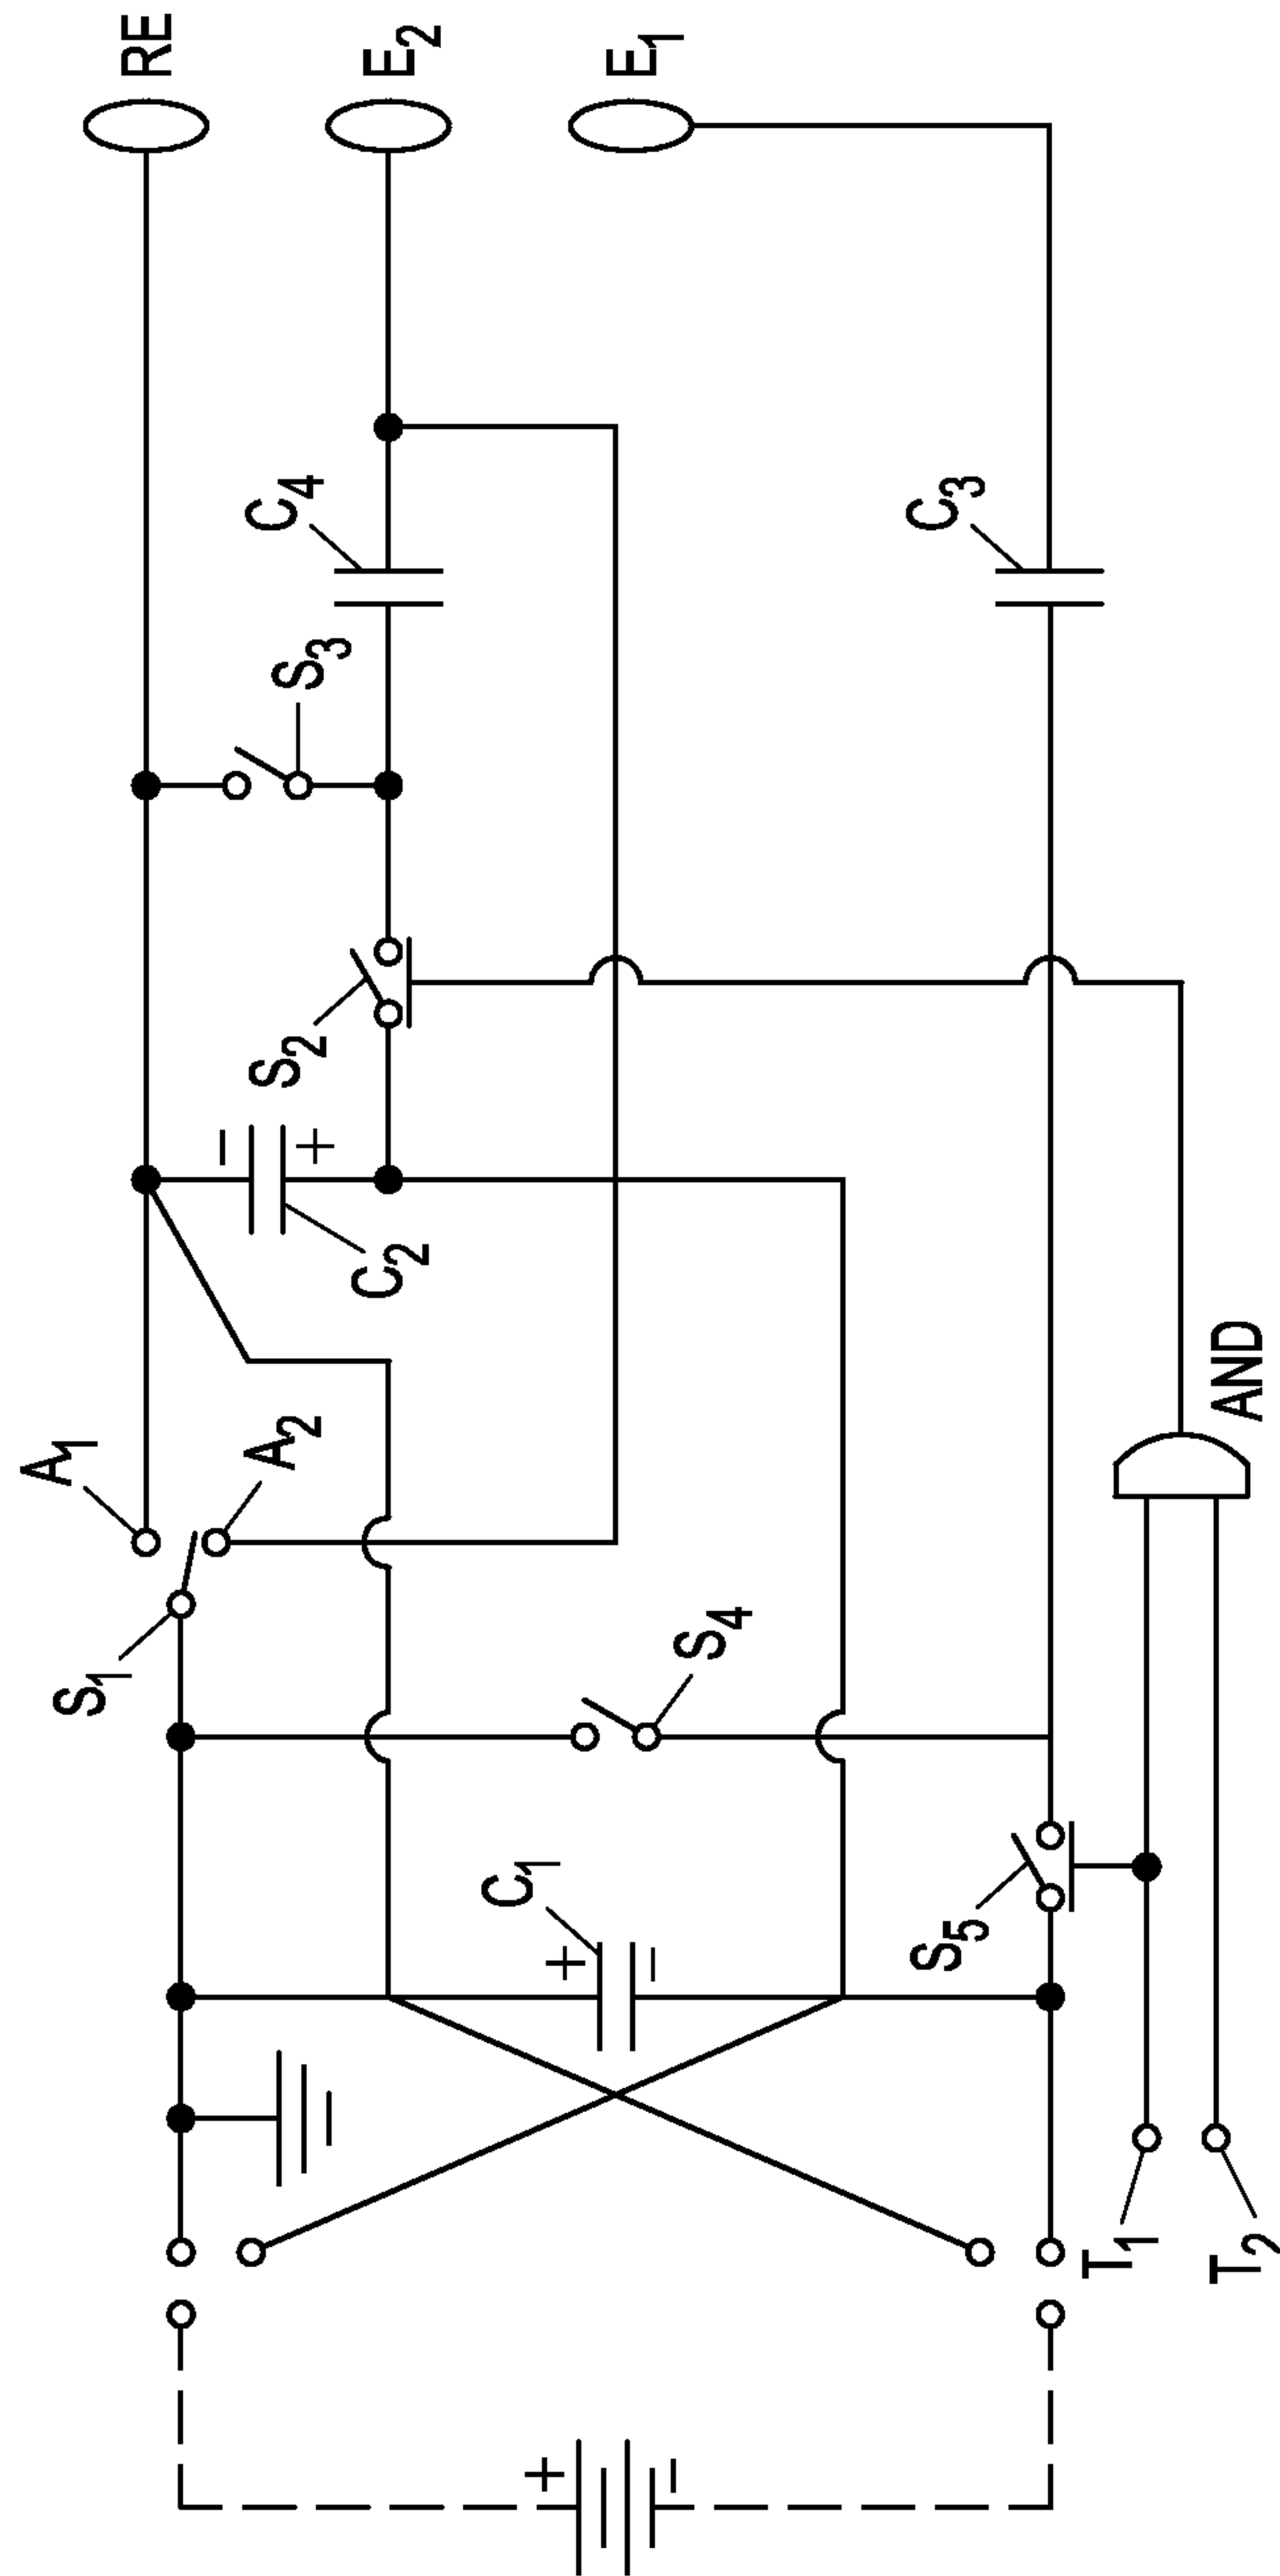 RE
E2
E1
C4
C3
S3
S2
- +
C2
AND
A1
A2
S1
S4
C1
+ -
S5
T1
T2
+ -